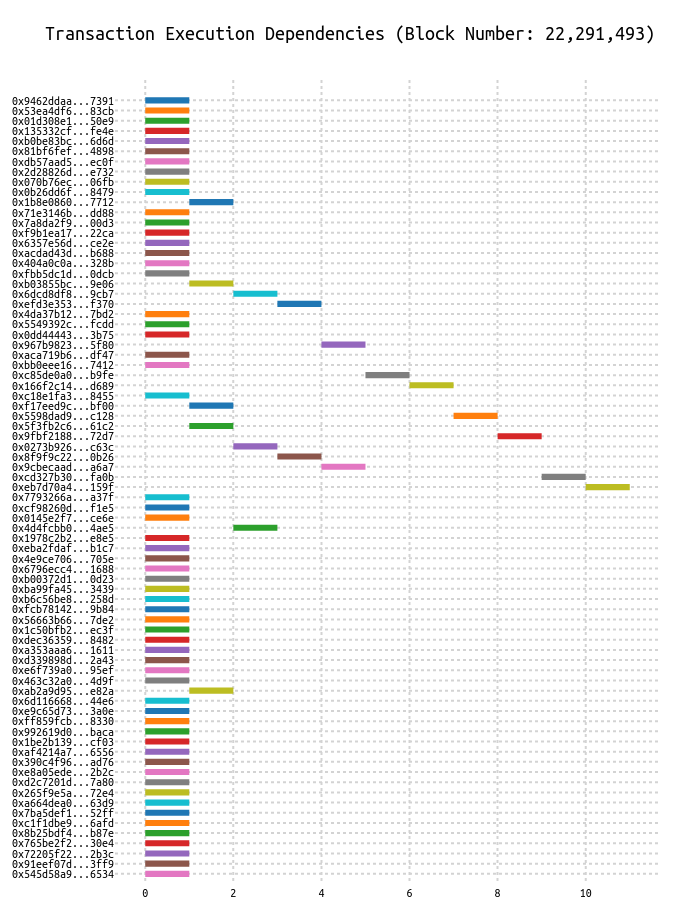 Transaction Execution Dependencies (Block Number: 22,291,493)
0x9462ddaa...7391
0x53ea4df6...83cb
0x01d308e1...50e9
0x135332cf...fe4e
0xb0be83bc...6d6d
0x81bf6fef...4898
0xdb57aad5...ec0f
0x2d28826d...e732
0x070b76ec...06fb
0x0b26dd6f...8479
0x1b8e0860...7712
0x71e3146b...dd88
0x7a8da2f9...00d3
0xf9b1ea17...22ca
0x6357e56d...ce2e
0xacdad43d...b688
0x404a0c0a...328b
0xfbb5dc1d...0dcb
0xb03855bc...9e06
0x6dcd8df8...9cb7
0xefd3e353...f370
0x4da37b12...7bd2
0x5549392c...fcdd
0x0dd44443...3b75
0x967b9823...5f80
0xaca719b6...df47
0xbb0eee16...7412
0xc85de0a0...b9fe
0x166f2c14...d689
0xc18e1fa3...8455
0xf17eed9c...bf00
0x5598dad9...c128
0x5f3fb2c6...61c2
0x9fbf2188...72d7
0x0273b926...c63c
0x8f9f9c22...0b26
0x9cbecaad...a6a7
0xcd327b30...fa0b
0xeb7d70a4...159f
0x7793266a...a37f
0xcf98260d...f1e5
0x0145e2f7...ce6e
0x4d4fcbb0...4ae5
0x1978c2b2...e8e5
0xeba2fdaf...b1c7
0x4e9ce706...705e
0x6796ecc4...1688
0xb00372d1...0d23
0xba99fa45...3439
0xb6c56be8...258d
0xfcb78142...9b84
0x56663b66...7de2
0x1c50bfb2...ec3f
0xdec36359...8482
0xa353aaa6...1611
0xd339898d...2a43
0xe6f739a0...95ef
0x463c32a0...4d9f
0xab2a9d95...e82a
0x6d116668...44e6
0xe9c65d73...3a0e
0xff859fcb...8330
0x992619d0...baca
0x1be2b139...cf03
0xaf4214a7...6556
0x390c4f96...ad76
0xe8a05ede...2b2c
0xd2c7201d...7a80
0x265f9e5a...72e4
0xa664dea0...63d9
0x7ba5def1...52ff
0xc1f1dbe9...6afd
0x8b25bdf4...b87e
0x765be2f2...30e4
0x72205f22...2b3c
0x91eef07d...3ff9
0x545d58a9...6534
0 2 4 6 8 10